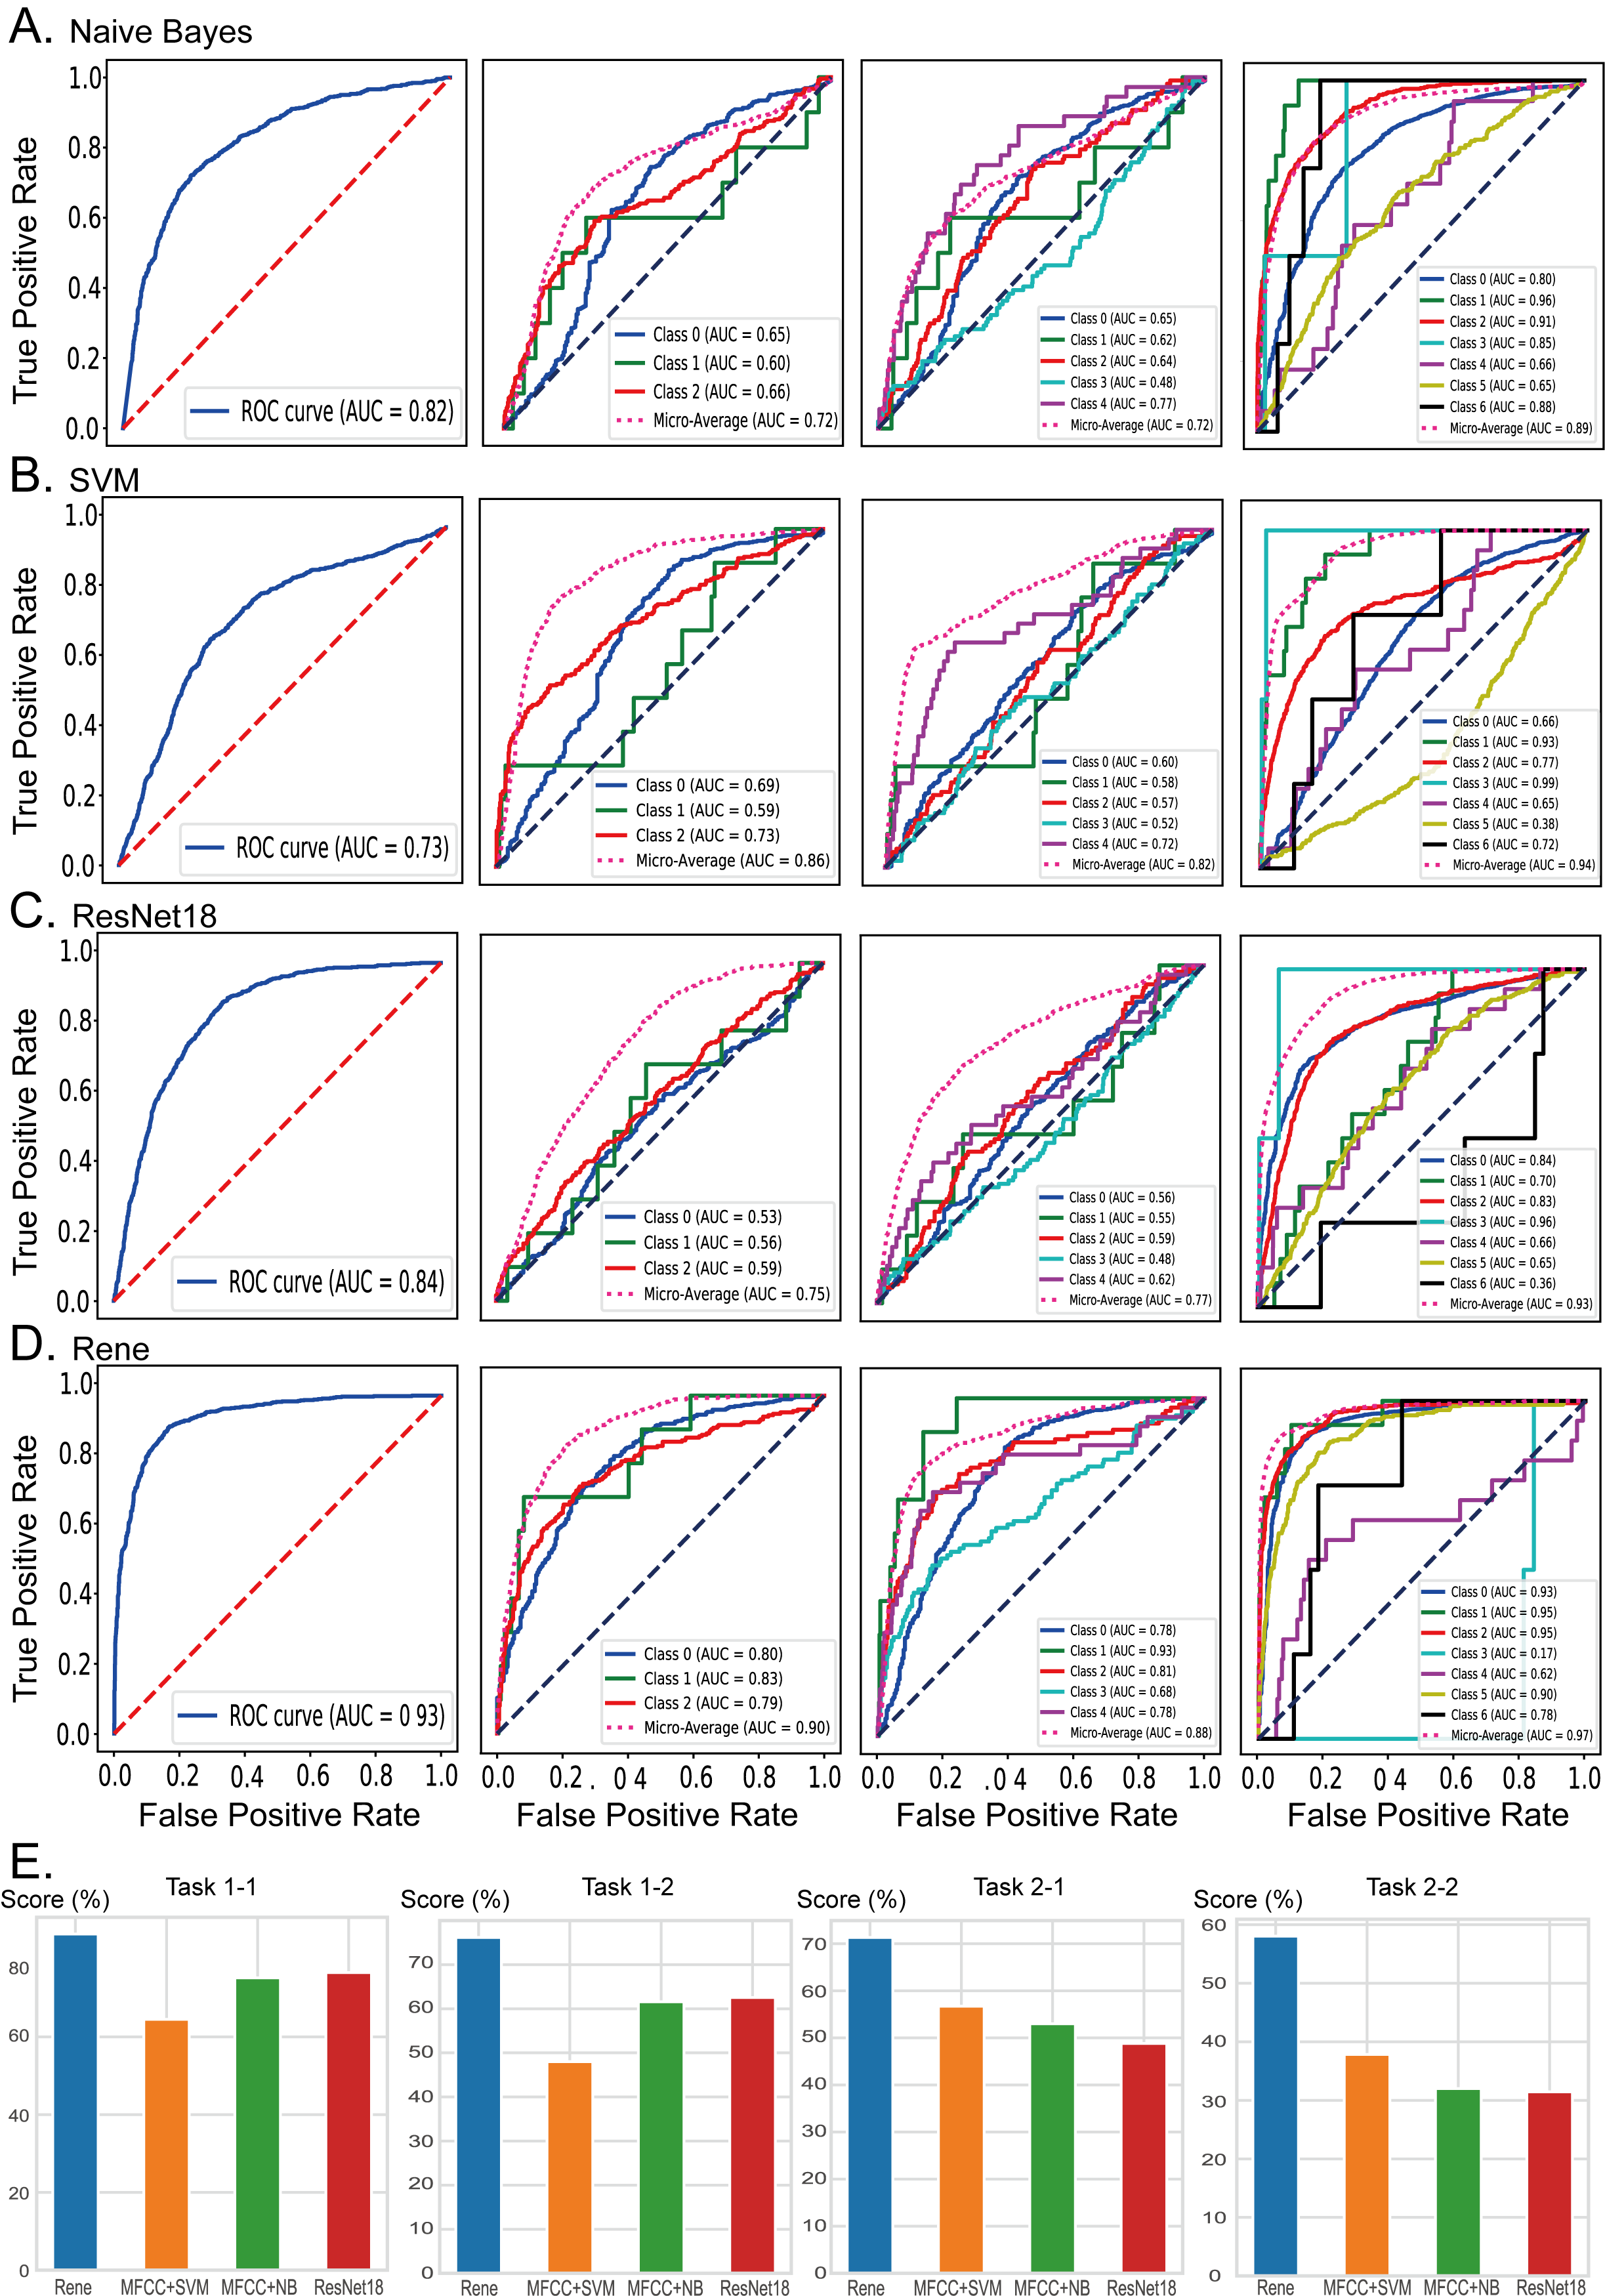 A. Naive Bayes
True Positive Rate
1.0
0.8
0.6
0.4
0.2
0.0
ROC curve (AUC = 0.82)
Class 0 (AUC = 0.65)
Class 1 (AUC = 0.60)
Class 2 (AUC = 0.66)
Micro-Average (AUC = 0.72)
Class 0 (AUC = 0.65)
Class 1 (AUC = 0.62)
Class 2 (AUC = 0.64)
Class 3 (AUC = 0.48)
Class 4 (AUC = 0.77)
Micro-Average (AUC = 0.72)
Class 0 (AUC = 0.80)
Class 1 (AUC = 0.96)
Class 2 (AUC = 0.91)
Class 3 (AUC = 0.85)
Class 4 (AUC = 0.66)
Class 5 (AUC = 0.65)
Class 6 (AUC = 0.88)
Micro-Average (AUC = 0.89)
B. SVM
True Positive Rate
1.0
0.8
0.6
0.4
0.2
0.0
ROC curve (AUC = 0.73)
Class 0 (AUC = 0.69)
Class 1 (AUC = 0.59)
Class 2 (AUC = 0.73)
Micro-Average (AUC = 0.86)
Class 0 (AUC = 0.60)
Class 1 (AUC = 0.58)
Class 2 (AUC = 0.57)
Class 3 (AUC = 0.52)
Class 4 (AUC = 0.72)
Micro-Average (AUC = 0.82)
Class 0 (AUC = 0.66)
Class 1 (AUC = 0.93)
Class 2 (AUC = 0.77)
Class 3 (AUC = 0.99)
Class 4 (AUC = 0.65)
Class 5 (AUC = 0.38)
Class 6 (AUC = 0.72)
Micro-Average (AUC = 0.94)
C. ResNet18
True Positive Rate
1.0
0.8
0.6
0.4
0.2
0.0
ROC curve (AUC = 0.84)
Class 0 (AUC = 0.53)
Class 1 (AUC = 0.56)
Class 2 (AUC = 0.59)
Micro-Average (AUC = 0.75)
Class 0 (AUC = 0.56)
Class 1 (AUC = 0.55)
Class 2 (AUC = 0.59)
Class 3 (AUC = 0.48)
Class 4 (AUC = 0.62)
Micro-Average (AUC = 0.77)
Class 0 (AUC = 0.84)
Class 1 (AUC = 0.70)
Class 2 (AUC = 0.83)
Class 3 (AUC = 0.96)
Class 4 (AUC = 0.66)
Class 5 (AUC = 0.65)
Class 6 (AUC = 0.36)
Micro-Average (AUC = 0.93)
D. Rene
True Positive Rate
1.0
0.8
0.6
0.4
0.2
0.0
ROC curve (AUC = 0 93)
Class 0 (AUC = 0.80)
Class 1 (AUC = 0.83)
Class 2 (AUC = 0.79)
Micro-Average (AUC = 0.90)
Class 0 (AUC = 0.78)
Class 1 (AUC = 0.93)
Class 2 (AUC = 0.81)
Class 3 (AUC = 0.68)
Class 4 (AUC = 0.78)
Micro-Average (AUC = 0.88)
Class 0 (AUC = 0.93)
Class 1 (AUC = 0.95)
Class 2 (AUC = 0.95)
Class 3 (AUC = 0.17)
Class 4 (AUC = 0.62)
Class 5 (AUC = 0.90)
Class 6 (AUC = 0.78)
Micro-Average (AUC = 0.97)
0.0 0.2 0.4 0.6 0.8 1.0
0.0 0.2 . 0 4 0.6 0.8 1.0
0.0 0.2 .0 4 0.6 0.8 1.0
0.0 0.2 0 4 0.6 0.8 1.0
False Positive Rate
False Positive Rate
False Positive Rate
False Positive Rate
E.
Task 1-1
Score (%)
80
60
40
20
0
Rene MFCC+SVM MFCC+NB ResNet18
Task 1-2
Score (%)
70
60
50
40
30
20
10
0
Rene MFCC+SVM MFCC+NB ResNet18
Task 2-1
Score (%)
70
60
50
40
30
20
10
0
Rene MFCC+SVM MFCC+NB ResNet18
Task 2-2
Score (%)
60
50
40
30
20
10
0
Rene MFCC+SVM MFCC+NB ResNet18